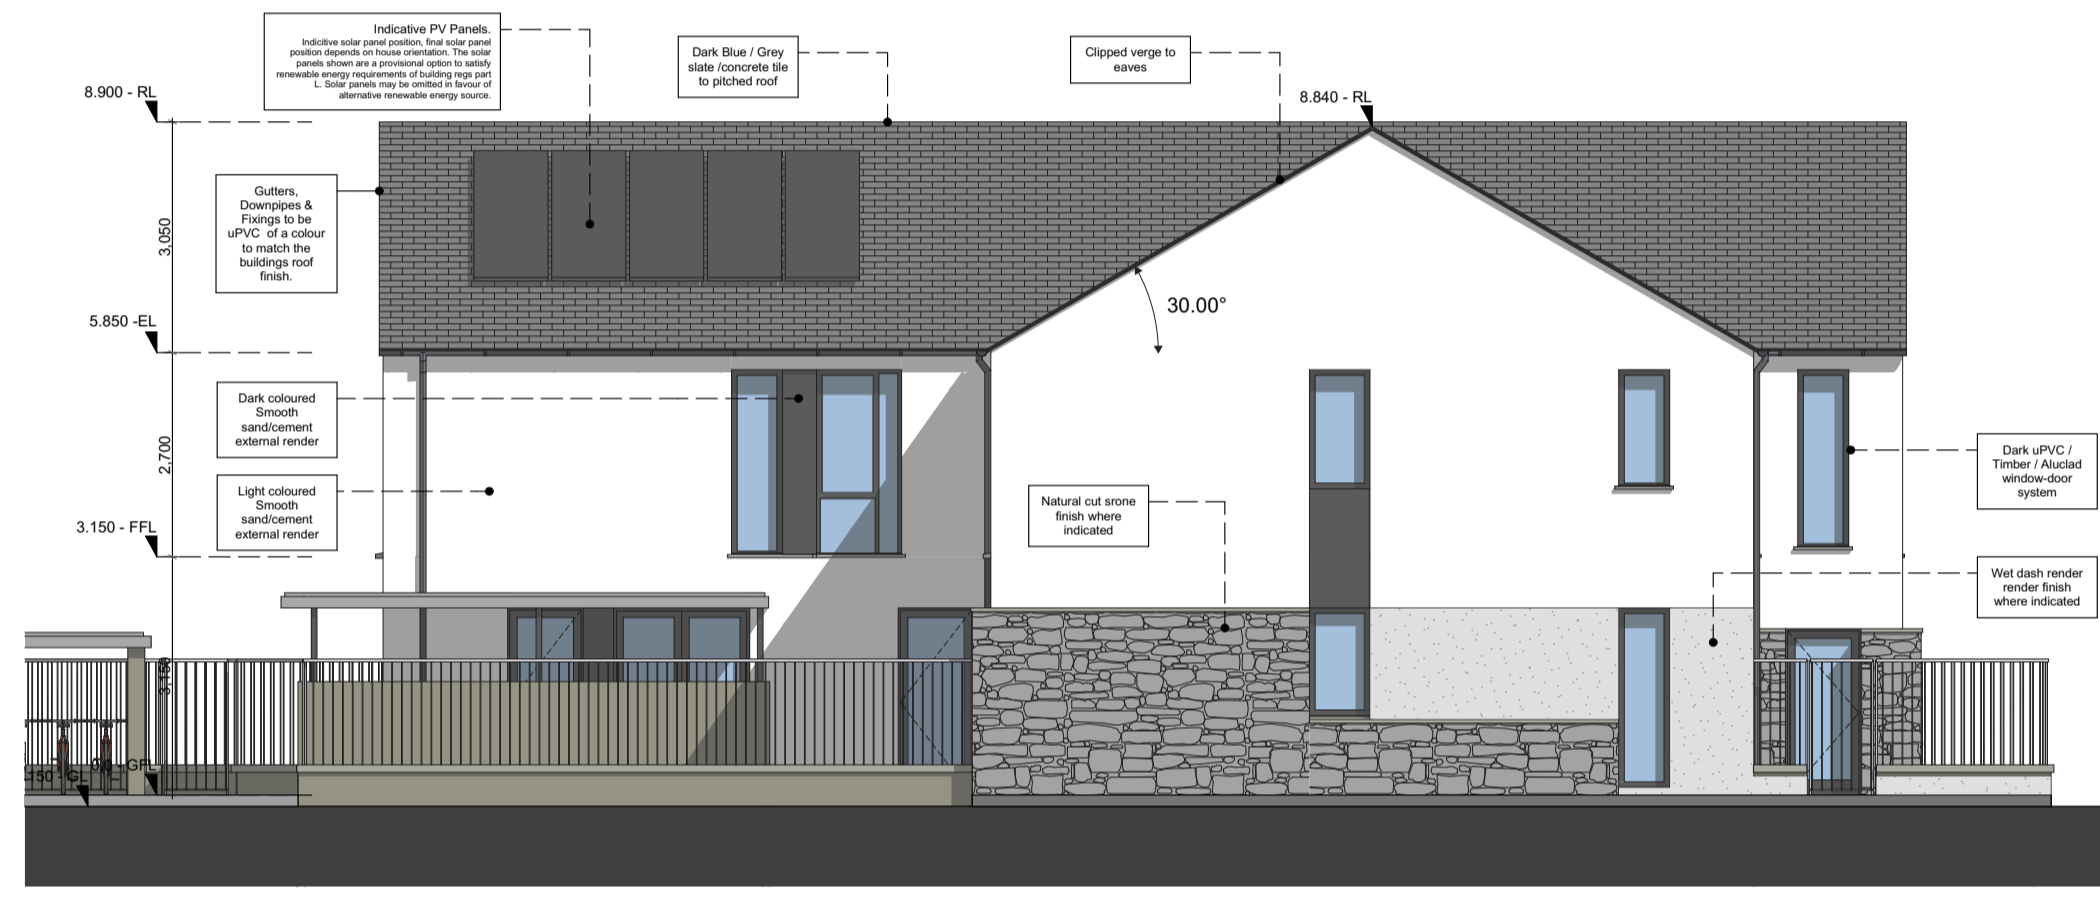 Indicative PV Panels.
Indicitive solar panel position, final solar panel
position depends on house orientation. The solar
panels shown are a provisional option to satisfy
renewable energy requirements of building regs part
L. Solar panels may be omitted in favour of
alternative renewable energy source.
Dark Blue / Grey
slate /concrete tile
to pitched roof
Clipped verge to
eaves
8.900 - RL
8.840 - RL
Gutters,
Downpipes &
Fixings to be
uPVC of a colour
to match the
buildings roof
finish.
3,050
30.00°
5.850 -EL
Dark coloured
Smooth
sand/cement
external render
2,700
Light coloured
Smooth
sand/cement
external render
3.150 - FFL
Natural cut srone
finish where
indicated
Dark uPVC /
Timber / Aluclad
window-door
system
Wet dash render
render finish
where indicated
3,150
0.0 - GFL
150 - GL